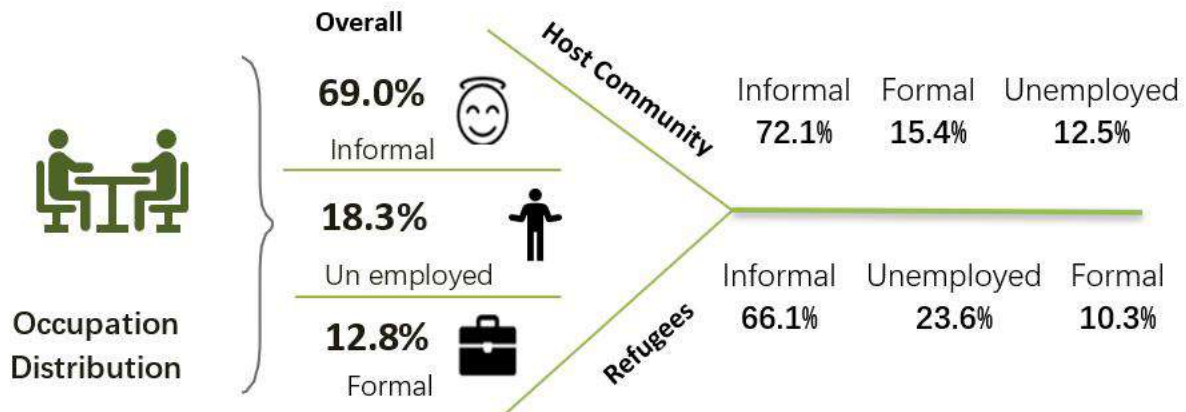 Occupation
Distribution
Overall
69.0%
Informal
18.3%
Un employed
12.8%
Formal
Host Community
Informal Formal Unemployed
72.1% 15.4% 12.5%
Refugees
Informal Unemployed Formal
66.1% 23.6% 10.3%